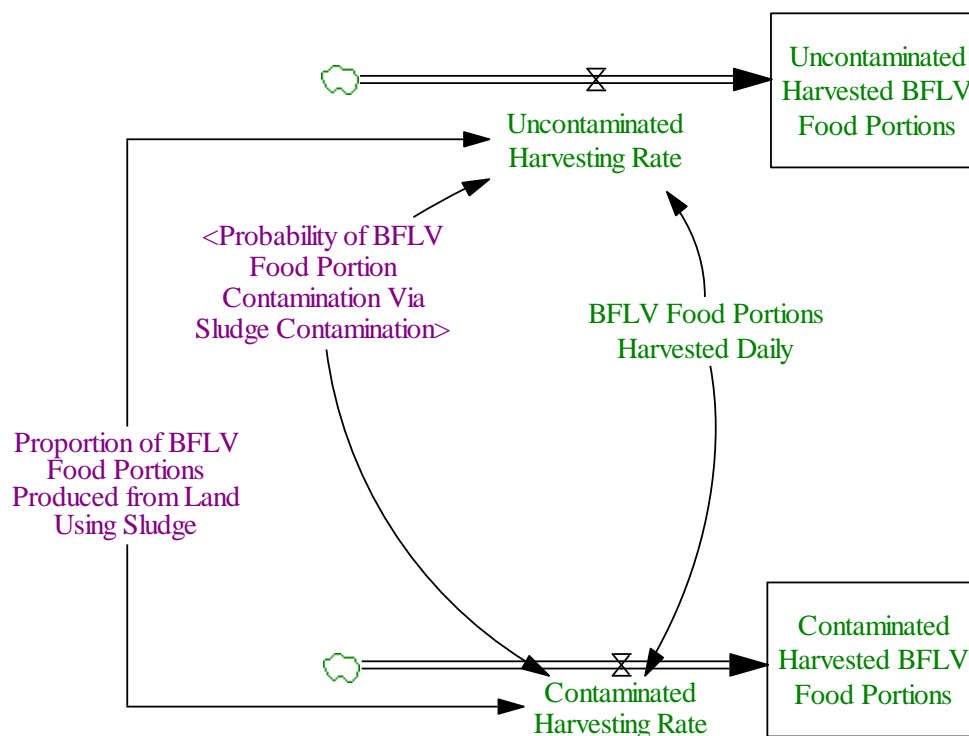 Uncontaminated
Harvested BFLV
Food Portions
Uncontaminated
Harvesting Rate
<Probability of BFLV
Food Portion
Contamination Via
Sludge Contamination>
BFLV Food Portions
Harvested Daily
Proportion of BFLV
Food Portions
Produced from Land
Using Sludge
Contaminated
Harvested BFLV
Food Portions
Contaminated
Harvesting Rate